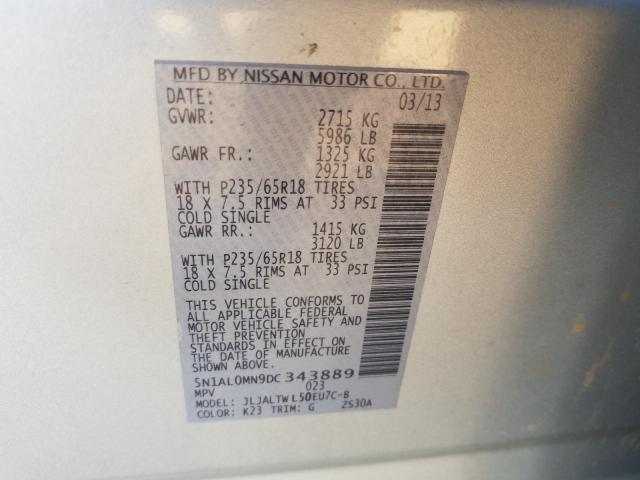 MFD BY NISSAN MOTOR CO., LTD.
DATE: 03/13
GVWR: 2715 KG
5986 LB
GAWR FR.: 1325 KG
2921 LB
WITH P235/65R18 TIRES
18 X 7.5 RIMS AT 33 PSI
COLD SINGLE
GAWR RR.: 1415 KG
3120 LB
WITH P235/65R18 TIRES
18 X 7.5 RIMS AT 33 PSI
COLD SINGLE
THIS VEHICLE CONFORMS TO
ALL APPLICABLE FEDERAL
MOTOR VEHICLE SAFETY AND
THEFT PREVENTION
STANDARDS IN EFFECT ON
THE DATE OF MANUFACTURE
SHOWN ABOVE.
5N1AL0MN9DC343889
MPV 023
MODEL: JLJALTWL50EU7C-B
COLOR: K23 TRIM: G ZS30A